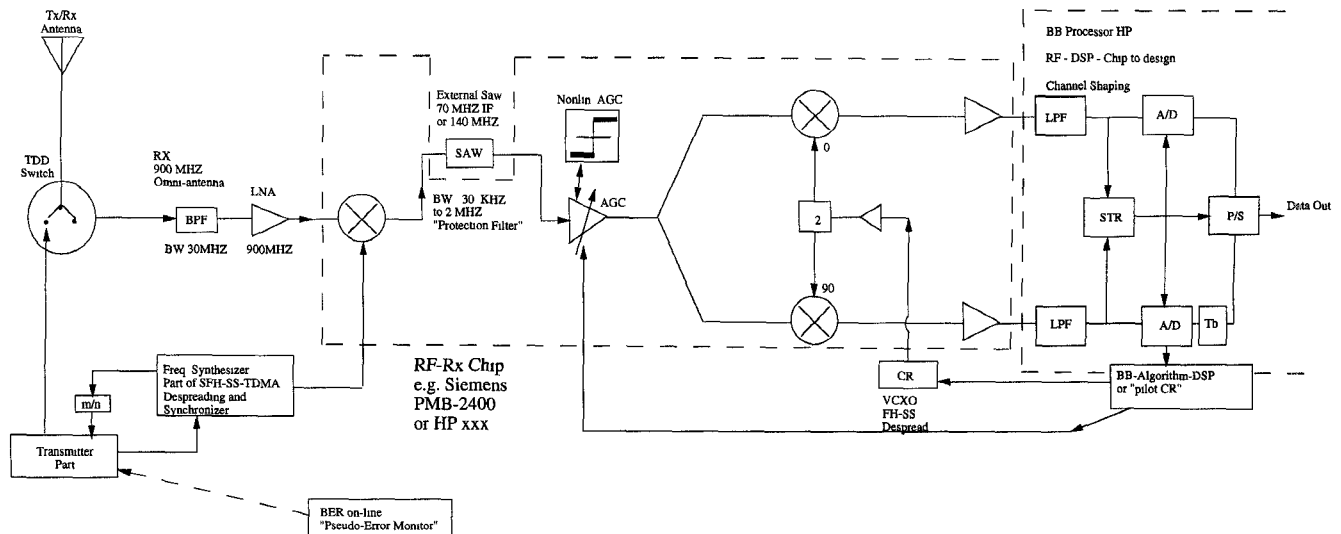 Tx/Rx
Antenna
TDD
Switch
RX
900 MHZ
Omni-antenna
BPF
BW 30MHZ
LNA
900MHZ
External Saw
70 MHZ IF
or 140 MHZ
SAW
BW 30 KHZ
to 2 MHZ
"Protection Filter"
Nonlin AGC
AGC
0
2
90
BB Processor HP
RF - DSP - Chip to design
Channel Shaping
LPF
A/D
STR
P/S
Data Out
LPF
A/D
Tb
BB-Algorithm-DSP
or "pilot CR"
CR
VCXO
FH-SS
Despread
RF-Rx Chip
e.g. Siemens
PMB-2400
or HP xxx
Freq Synthesizer
Part of SFH-SS-TDMA
Despreading and
Synchronizer
m/n
Transmitter
Part
BER on-line
"Pseudo-Error Monitor"